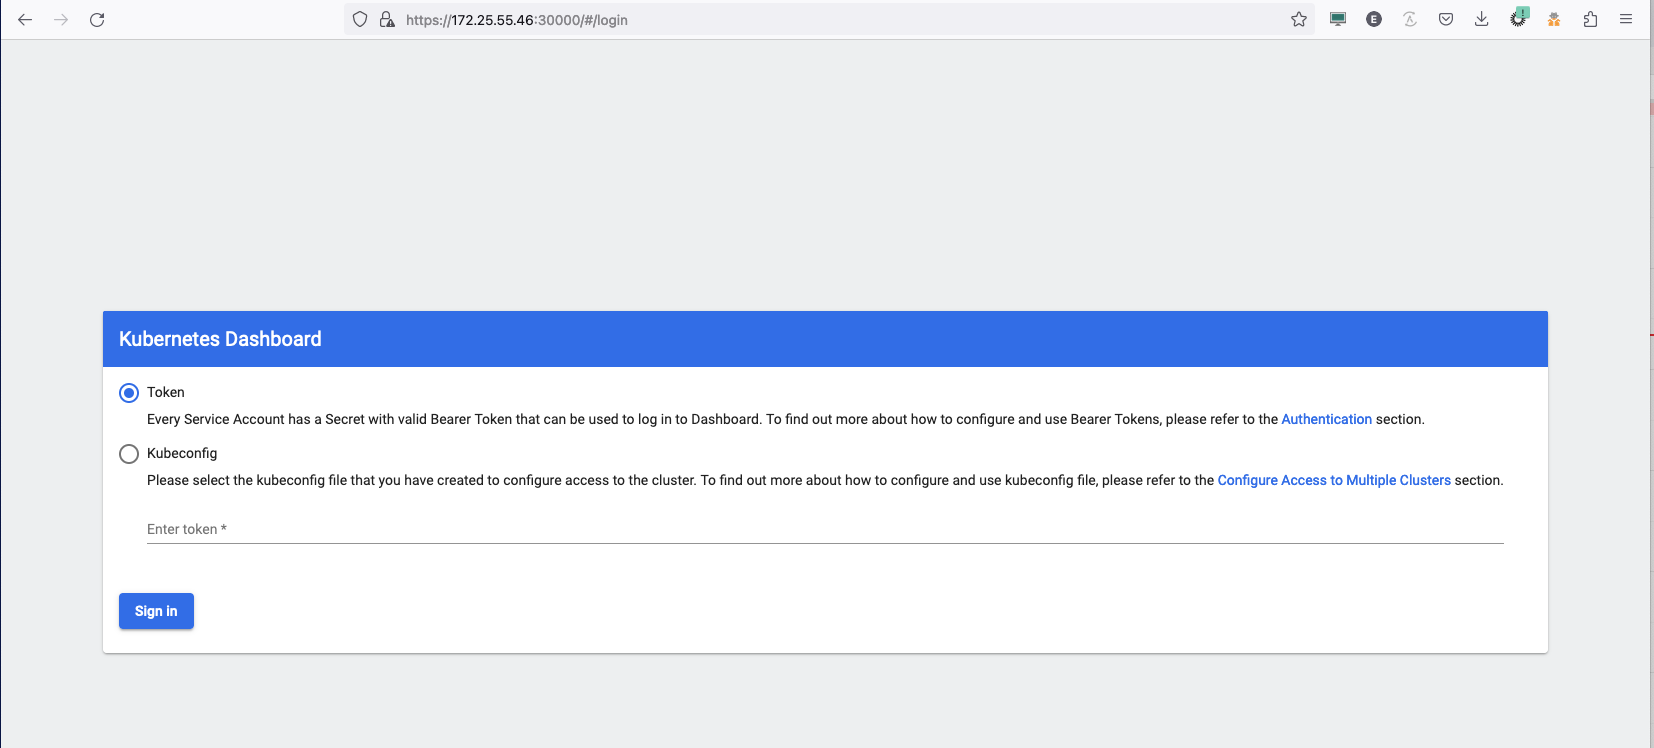 https://172.25.55.46:30000/#/login
E
Kubernetes Dashboard
Token
Every Service Account has a Secret with valid Bearer Token that can be used to log in to Dashboard. To find out more about how to configure and use Bearer Tokens, please refer to the Authentication section.
Kubeconfig
Please select the kubeconfig file that you have created to configure access to the cluster. To find out more about how to configure and use kubeconfig file, please refer to the Configure Access to Multiple Clusters section.
Enter token *
Sign in